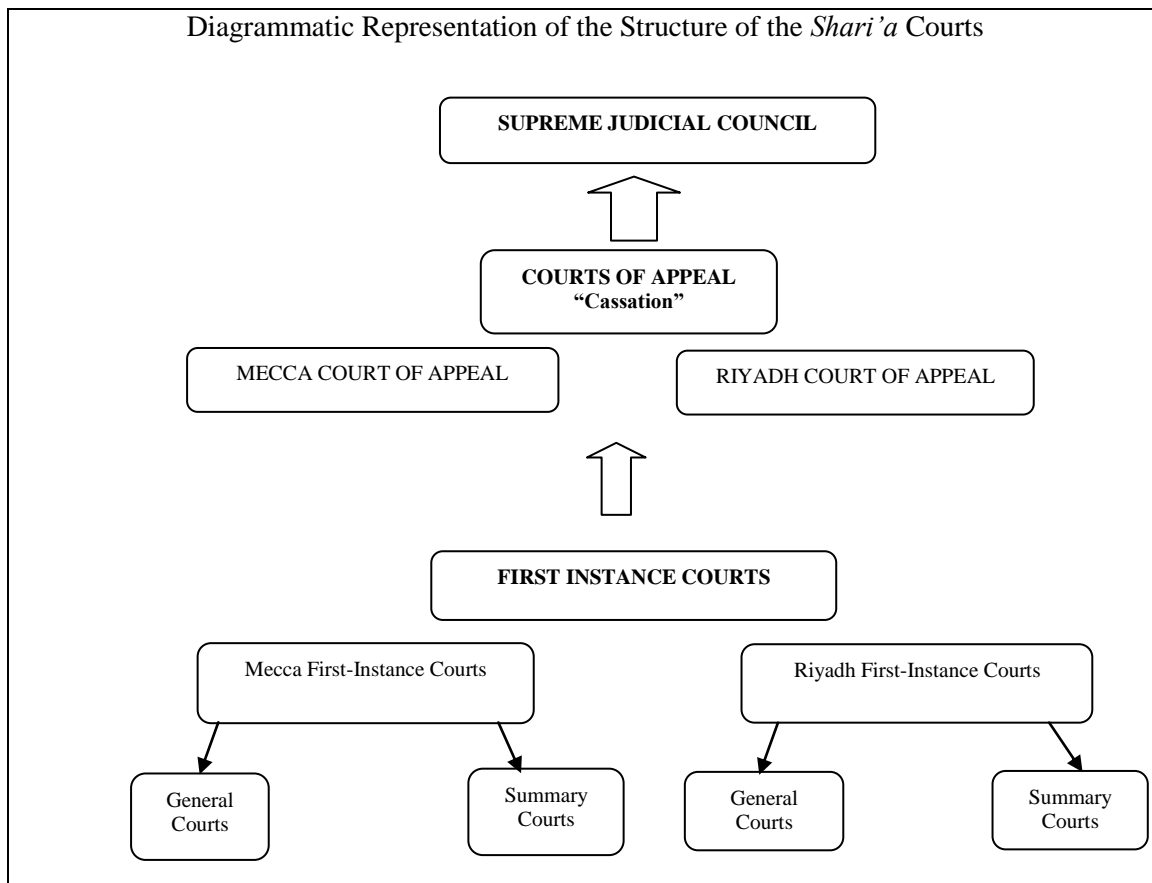 Diagrammatic Representation of the Structure of the Shari’a Courts
SUPREME JUDICIAL COUNCIL
COURTS OF APPEAL
“Cassation”
MECCA COURT OF APPEAL
RIYADH COURT OF APPEAL
FIRST INSTANCE COURTS
Mecca First-Instance Courts
Riyadh First-Instance Courts
General
Courts
Summary
Courts
General
Courts
Summary
Courts